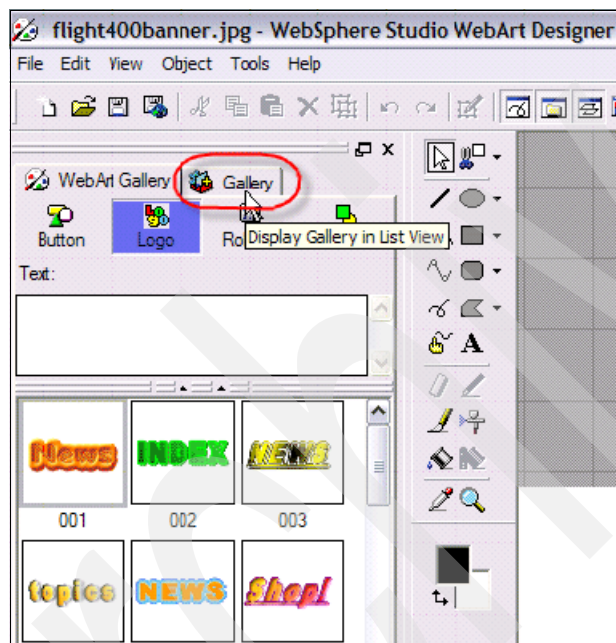 flight400banner.jpg - WebSphere Studio WebArt Designer
File Edit View Object Tools Help
WebArt Gallery Gallery
Button Logo Ro
Display Gallery in List View
Text:
News INDEX NEWS
001 002 003
topics NEWS Shop!